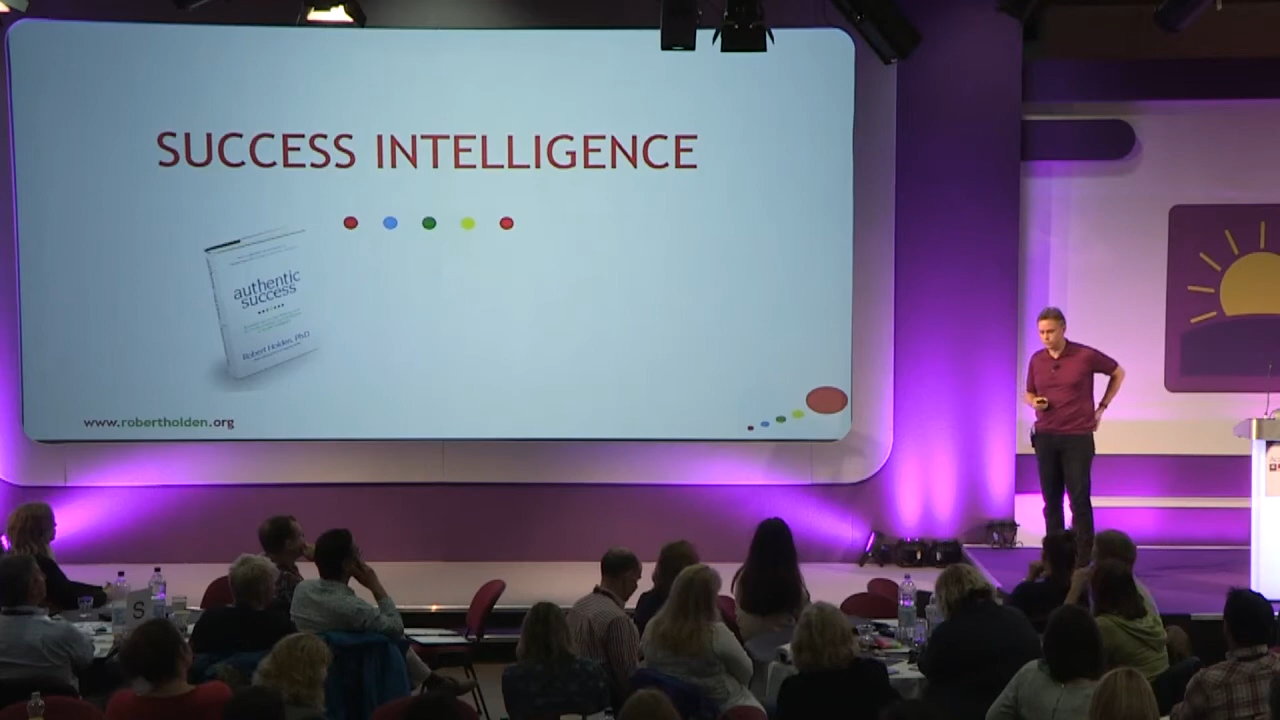 SUCCESS INTELLIGENCE
authentic
success
Robert Holden, PhD
www.robertholden.org
S